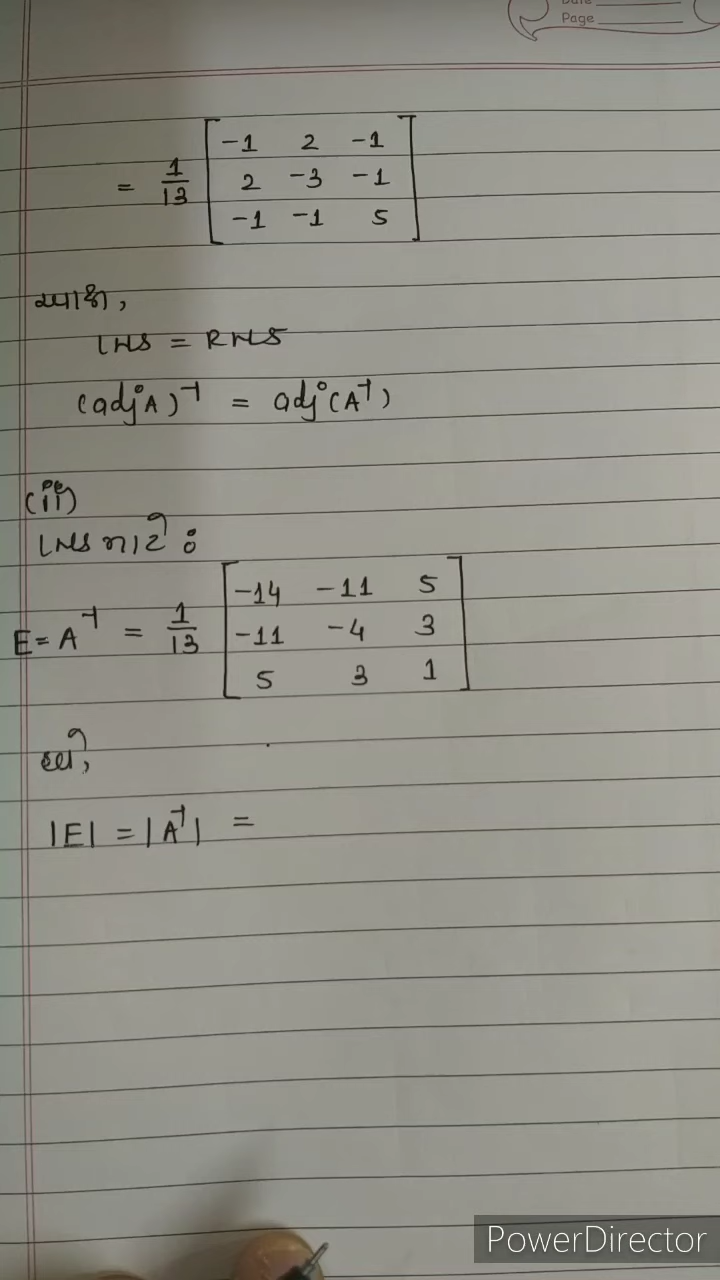 Date
Page
= 1/13 [ -1 2 -1
2 -3 -1
-1 -1 5 ]
LHS = RHS
(adj A)⁻¹ = adj (A⁻¹)
(ii)
LHS માટે :
E = A⁻¹ = 1/13 [ -14 -11 5
-11 -4 3
5 3 1 ]
હવે,
|E| = |A⁻¹| =
PowerDirector